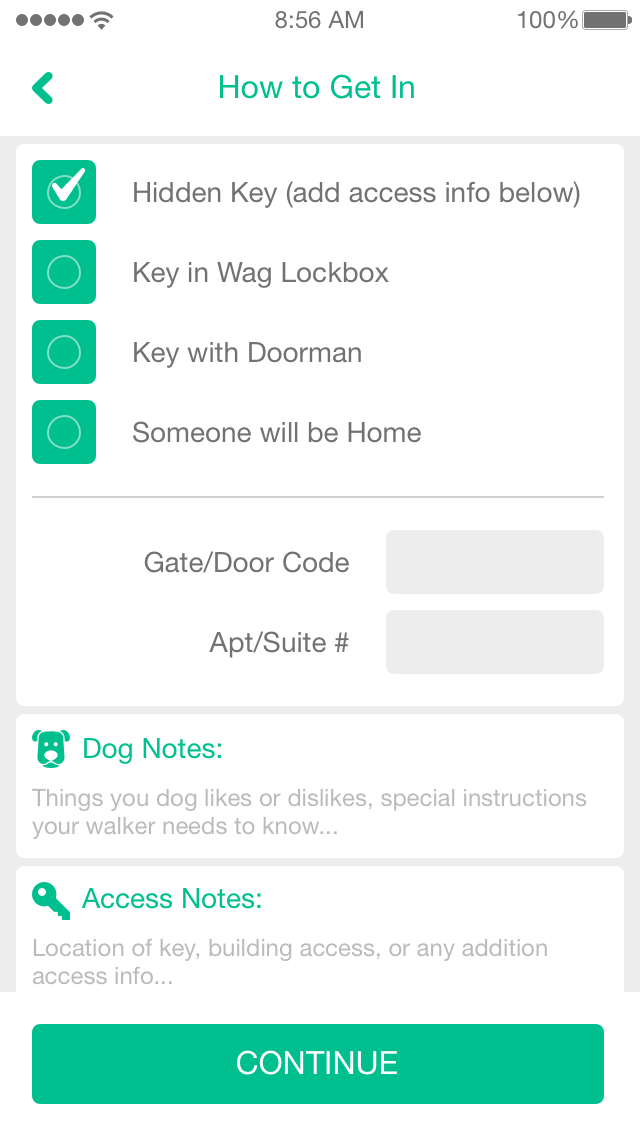 8:56 AM
100%
How to Get In
Hidden Key (add access info below)
Key in Wag Lockbox
Key with Doorman
Someone will be Home
Gate/Door Code
Apt/Suite #
Dog Notes:
Things you dog likes or dislikes, special instructions
your walker needs to know...
Access Notes:
Location of key, building access, or any addition
access info...
CONTINUE